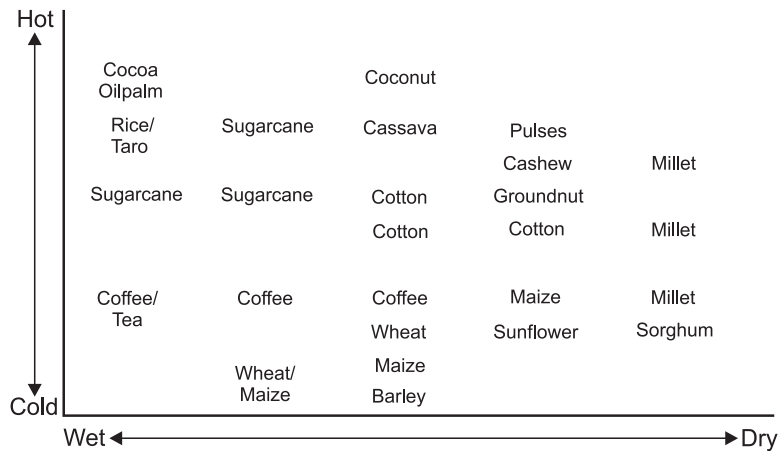 Hot
Cocoa
Oilpalm
Coconut
Rice/
Taro
Sugarcane
Cassava
Pulses
Cashew
Millet
Sugarcane
Sugarcane
Cotton
Groundnut
Cotton
Cotton
Millet
Coffee/
Tea
Coffee
Coffee
Maize
Millet
Wheat
Sunflower
Sorghum
Wheat/
Maize
Maize
Barley
Cold
Wet
Dry